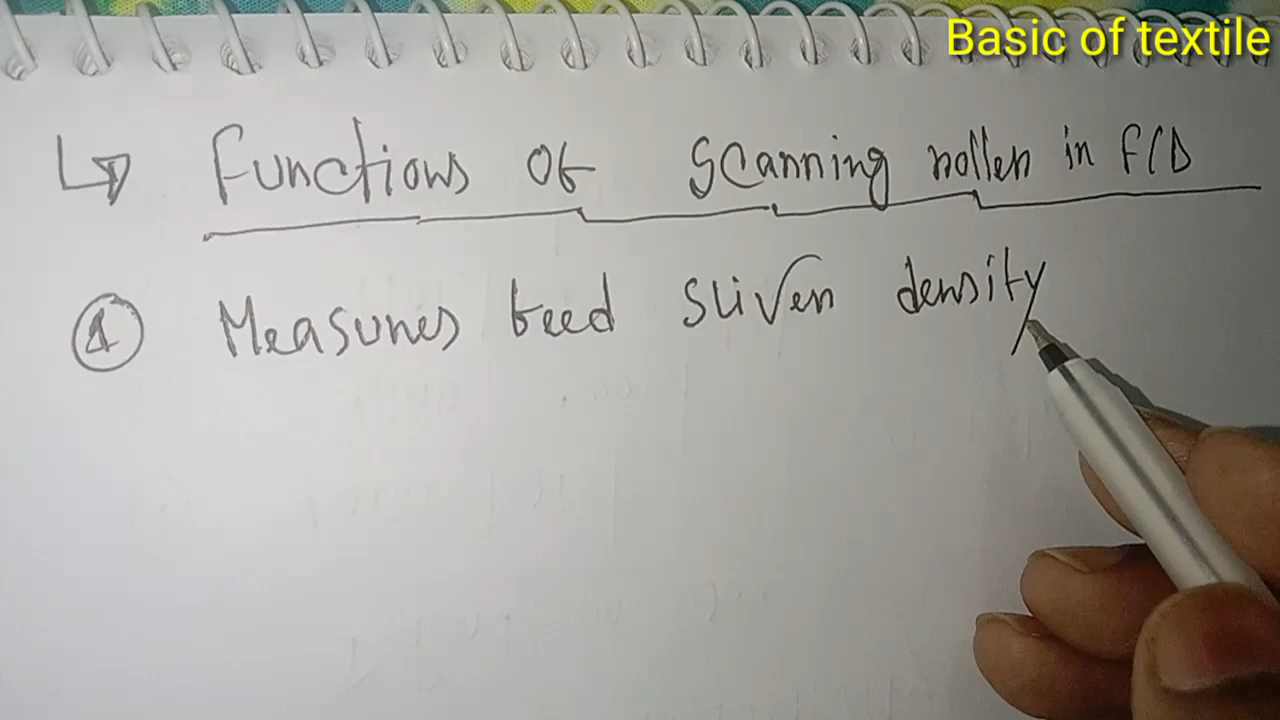 Basic of textile
Functions of Scanning roller in F/D
1 Measures feed sliver density